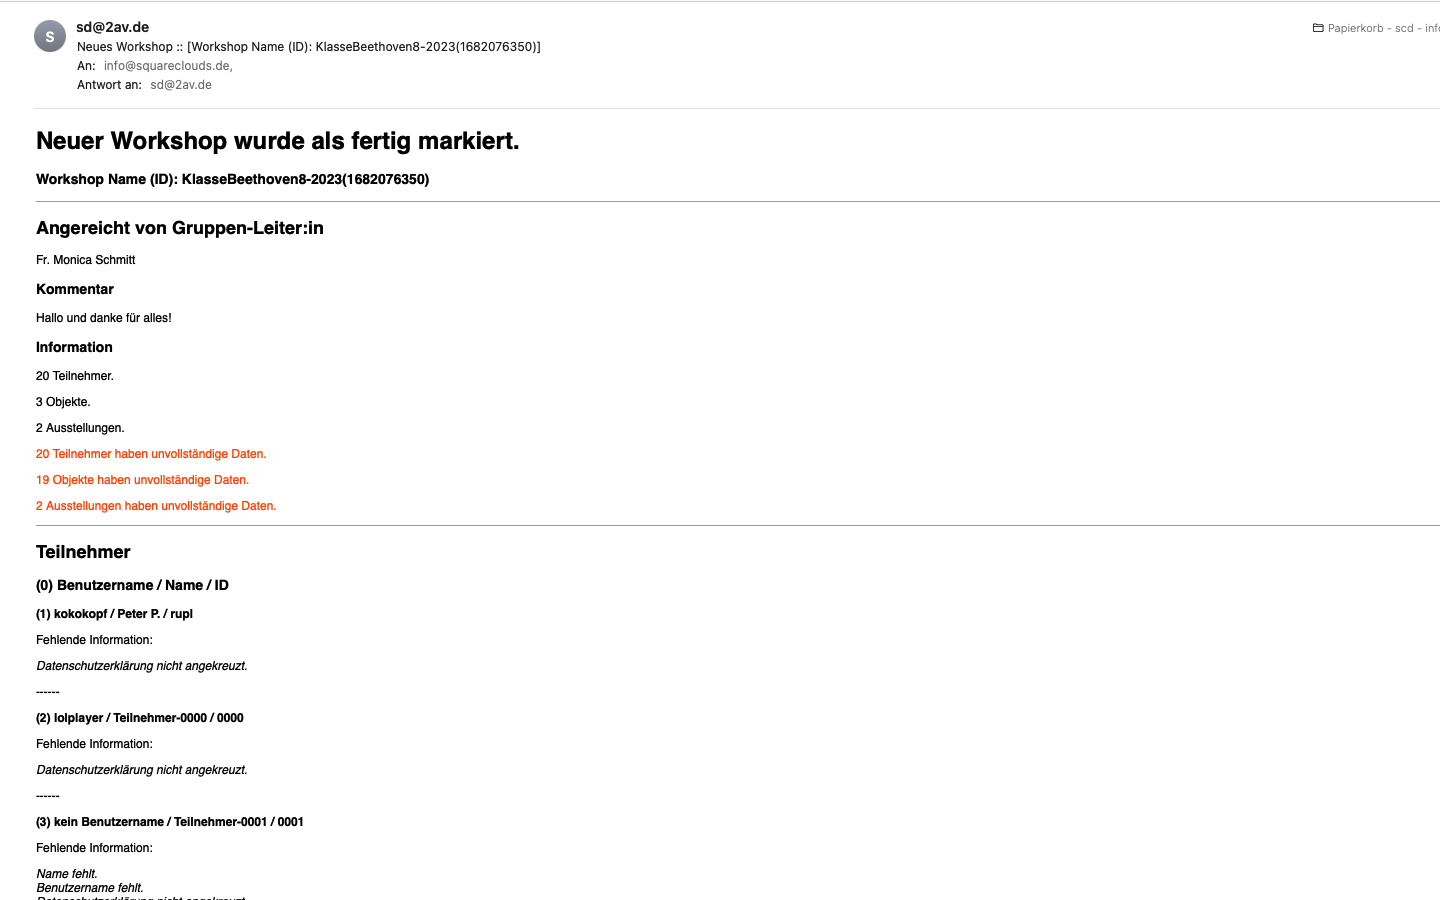 S
sd@2av.de
Papierkorb - scd - info
Neues Workshop :: [Workshop Name (ID): KlasseBeethoven8-2023(1682076350)]
An: info@squareclouds.de,
Antwort an: sd@2av.de
Neuer Workshop wurde als fertig markiert.
Workshop Name (ID): KlasseBeethoven8-2023(1682076350)
Angereicht von Gruppen-Leiter:in
Fr. Monica Schmitt
Kommentar
Hallo und danke für alles!
Information
20 Teilnehmer.
3 Objekte.
2 Ausstellungen.
20 Teilnehmer haben unvollständige Daten.
19 Objekte haben unvollständige Daten.
2 Ausstellungen haben unvollständige Daten.
Teilnehmer
(0) Benutzername / Name / ID
(1) kokokopf / Peter P. / rupl
Fehlende Information:
Datenschutzerklärung nicht angekreuzt.
------
(2) lolplayer / Teilnehmer-0000 / 0000
Fehlende Information:
Datenschutzerklärung nicht angekreuzt.
------
(3) kein Benutzername / Teilnehmer-0001 / 0001
Fehlende Information:
Name fehlt.
Benutzername fehlt.
Datenschutzerklärung nicht angekreuzt.